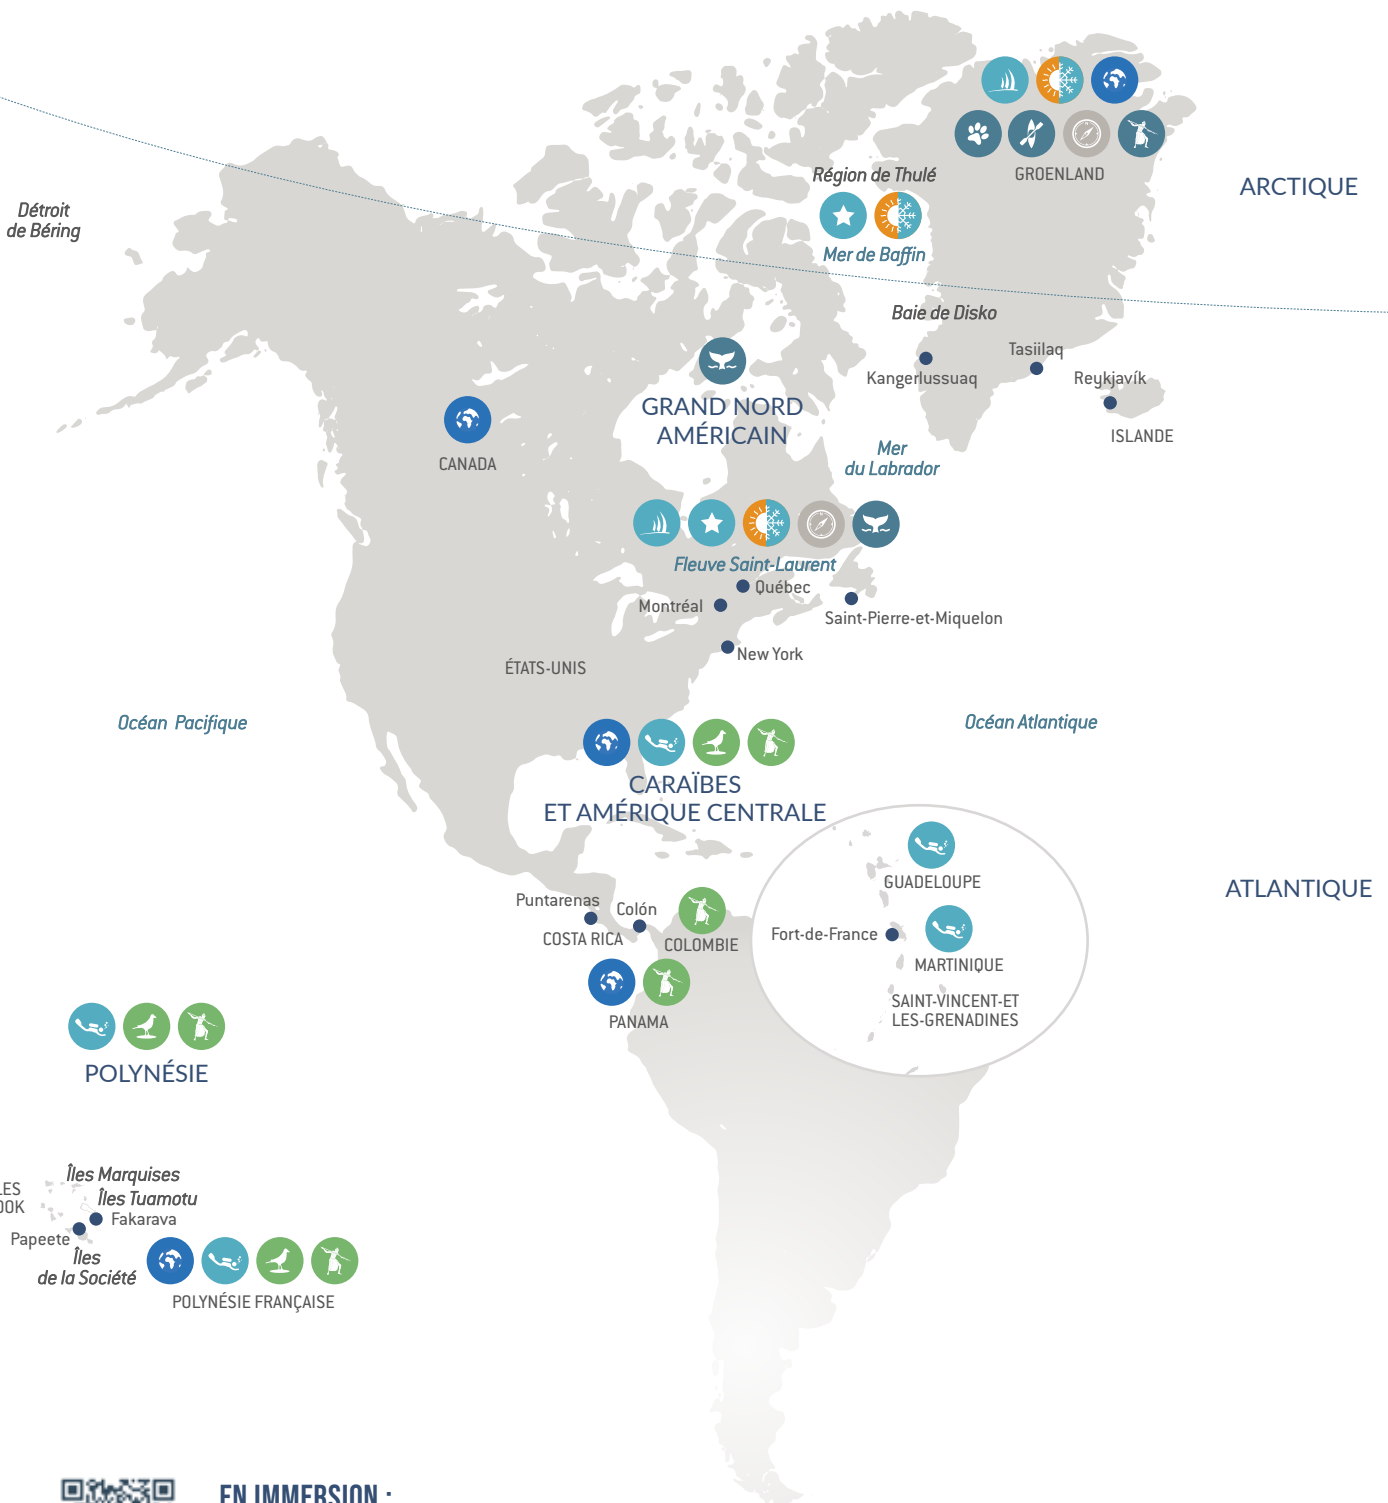 GROENLAND
ARCTIQUE
Région de Thulé
Mer de Baffin
Détroit
de Béring
Baie de Disko
Tasiilaq
Kangerlussuaq
Reykjavík
ISLANDE
GRAND NORD
AMÉRICAIN
CANADA
Mer
du Labrador
Fleuve Saint-Laurent
Québec
Montréal
Saint-Pierre-et-Miquelon
New York
ÉTATS-UNIS
Océan Pacifique
Océan Atlantique
CARAÏBES
ET AMÉRIQUE CENTRALE
GUADELOUPE
ATLANTIQUE
Puntarenas
Colón
COSTA RICA
COLOMBIE
Fort-de-France
MARTINIQUE
SAINT-VINCENT-ET
LES-GRENADINES
PANAMA
POLYNÉSIE
Îles Marquises
LES
OOK
Îles Tuamotu
Fakarava
Papeete
Îles
de la Société
POLYNÉSIE FRANÇAISE
EN IMMERSION :